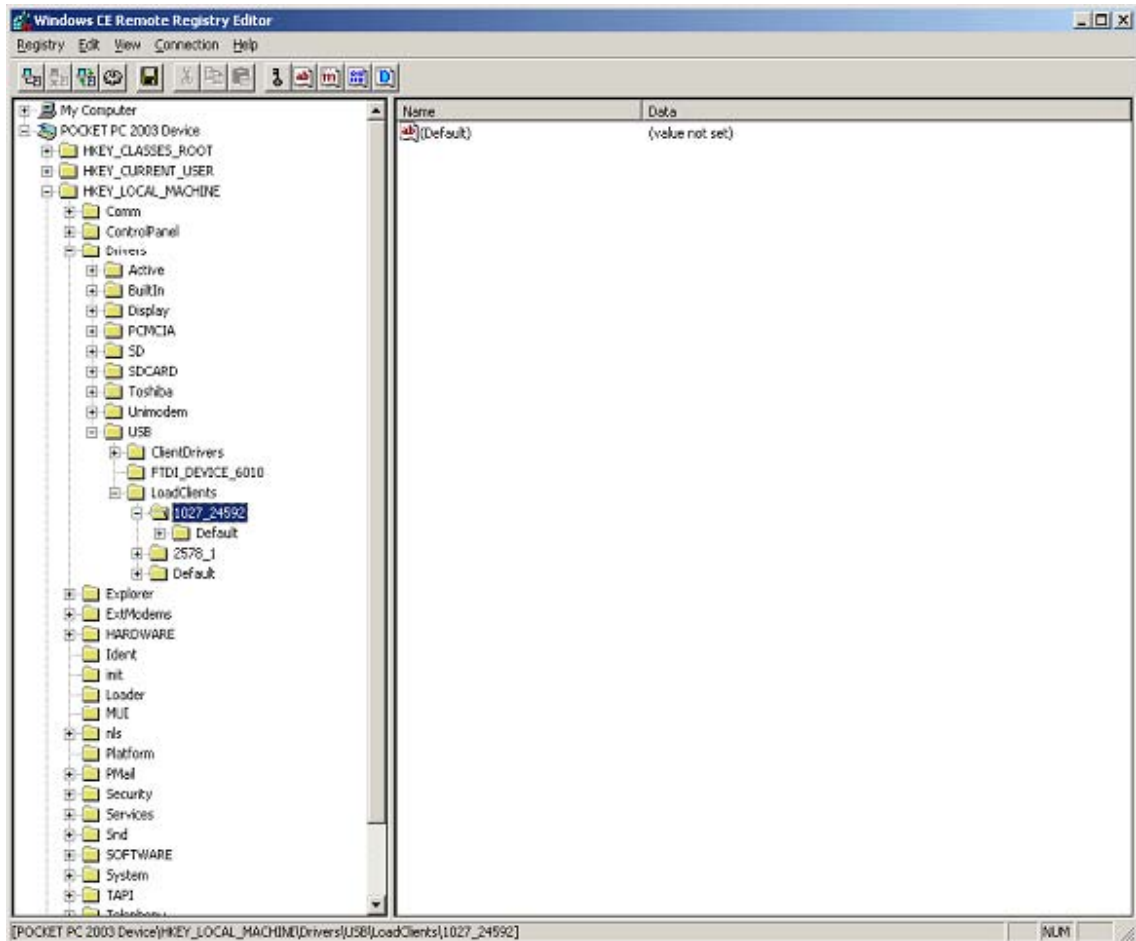 Windows CE Remote Registry Editor
Registry Edit View Connection Help
My Computer
POCKET PC 2003 Device
HKEY_CLASSES_ROOT
HKEY_CURRENT_USER
HKEY_LOCAL_MACHINE
Comm
ControlPanel
Drivers
Active
BuiltIn
Display
PCMCIA
SD
SDCARD
Toshiba
Unimodem
USB
ClientDrivers
FTDI_DEVICE_6010
LoadClients
1027_24592
Default
2578_1
Default
Explorer
ExtModems
HARDWARE
Ident
init
Loader
MUI
nls
Platform
PMail
Security
Services
Snd
SOFTWARE
System
TAPI
Name Data
ab (Default) (value not set)
[POCKET PC 2003 Device\HKEY_LOCAL_MACHINE\Drivers\USB\LoadClients\1027_24592] NUM